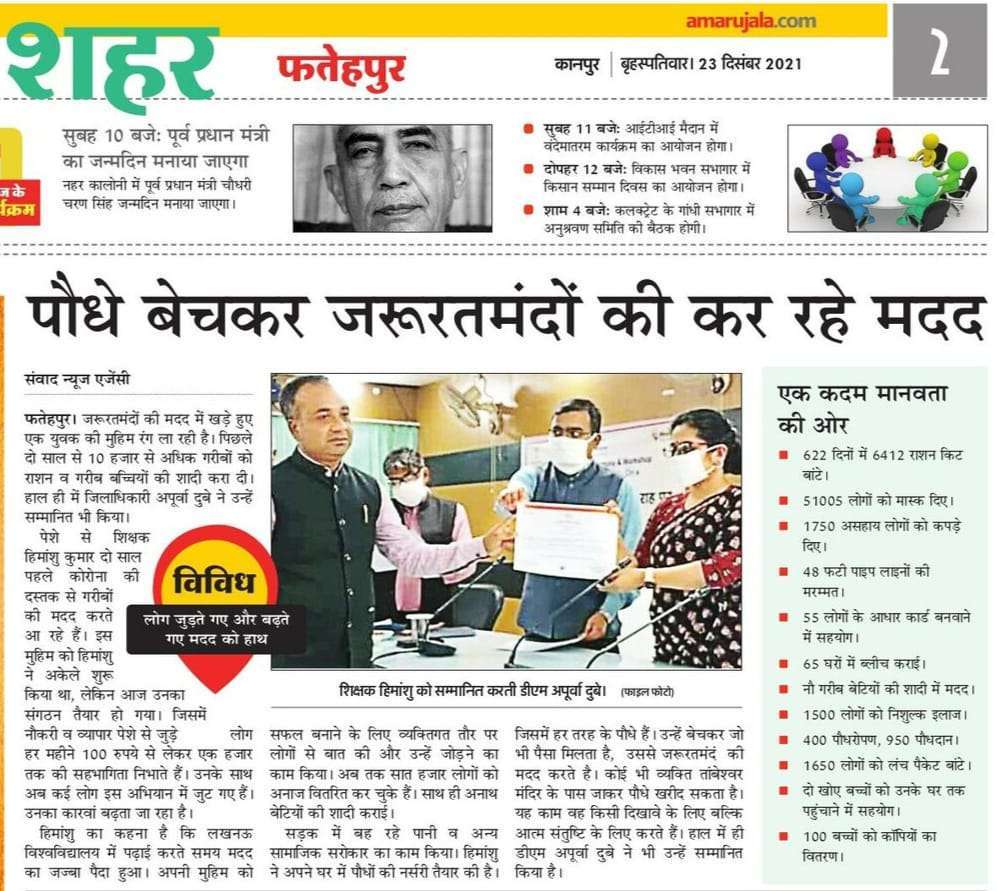 amarujala.com
शहर
फतेहपुर
कानपुर | बृहस्पतिवार। 23 दिसंबर 2021
2
सुबह 10 बजे: पूर्व प्रधान मंत्री
का जन्मदिन मनाया जाएगा
नहर कालोनी में पूर्व प्रधान मंत्री चौधरी
चरण सिंह जन्मदिन मनाया जाएगा।
सुबह 11 बजे: आईटीआई मैदान में
वंदेमातरम कार्यक्रम का आयोजन होगा।
दोपहर 12 बजे: विकास भवन सभागार में
किसान सम्मान दिवस का आयोजन होगा।
शाम 4 बजे: कलक्ट्रेट के गांधी सभागार में
अनुश्रवण समिति की बैठक होगी।
पौधे बेचकर जरूरतमंदों की कर रहे मदद
संवाद न्यूज एजेंसी
फतेहपुर। जरूरतमंदों की मदद में खड़े हुए
एक युवक की मुहिम रंग ला रही है। पिछले
दो साल से 10 हजार से अधिक गरीबों को
राशन व गरीब बच्चियों की शादी करा दी।
हाल ही में जिलाधिकारी अपूर्वा दुबे ने उन्हें
सम्मानित भी किया।
पेशे से शिक्षक
हिमांशु कुमार दो साल
पहले कोरोना की
दस्तक से गरीबों
की मदद करते
आ रहे हैं। इस
मुहिम को हिमांशु
ने अकेले शुरू
किया था, लेकिन आज उनका
संगठन तैयार हो गया। जिसमें
नौकरी व व्यापार पेशे से जुड़े लोग
हर महीने 100 रुपये से लेकर एक हजार
तक की सहभागिता निभाते हैं। उनके साथ
अब कई लोग इस अभियान में जुट गए हैं।
उनका कारवां बढ़ता जा रहा है।
हिमांशु का कहना है कि लखनऊ
विश्वविद्यालय में पढ़ाई करते समय मदद
का जज्बा पैदा हुआ। अपनी मुहिम को
विविध
लोग जुड़ते गए और बढ़ते
गए मदद को हाथ
शिक्षक हिमांशु को सम्मानित करती डीएम अपूर्वा दुबे। (फाइल फोटो)
सफल बनाने के लिए व्यक्तिगत तौर पर
लोगों से बात की और उन्हें जोड़ने का
काम किया। अब तक सात हजार लोगों को
अनाज वितरित कर चुके हैं। साथ ही अनाथ
बेटियों की शादी कराई।
सड़क में बह रहे पानी व अन्य
सामाजिक सरोकार का काम किया। हिमांशु
ने अपने घर में पौधों की नर्सरी तैयार की है।
जिसमें हर तरह के पौधे हैं। उन्हें बेचकर जो
भी पैसा मिलता है, उससे जरूरतमंद की
मदद करते है। कोई भी व्यक्ति तांबेश्वर
मंदिर के पास जाकर पौधे खरीद सकता है।
यह काम वह किसी दिखावे के लिए बल्कि
आत्म संतुष्टि के लिए करते हैं। हाल में ही
डीएम अपूर्वा दुबे ने भी उन्हें सम्मानित
किया है।
एक कदम मानवता
की ओर
622 दिनों में 6412 राशन किट
बांटे।
51005 लोगों को मास्क दिए।
1750 असहाय लोगों को कपड़े
दिए।
48 फटी पाइप लाइनों की
मरम्मत।
55 लोगों के आधार कार्ड बनवाने
में सहयोग।
65 घरों में ब्लीच कराई।
नौ गरीब बेटियों की शादी में मदद।
1500 लोगों को निशुल्क इलाज।
400 पौधरोपण, 950 पौधदान।
1650 लोगों को लंच पैकेट बांटे।
दो खोए बच्चों को उनके घर तक
पहुंचाने में सहयोग।
100 बच्चों को कॉपियों का
वितरण।